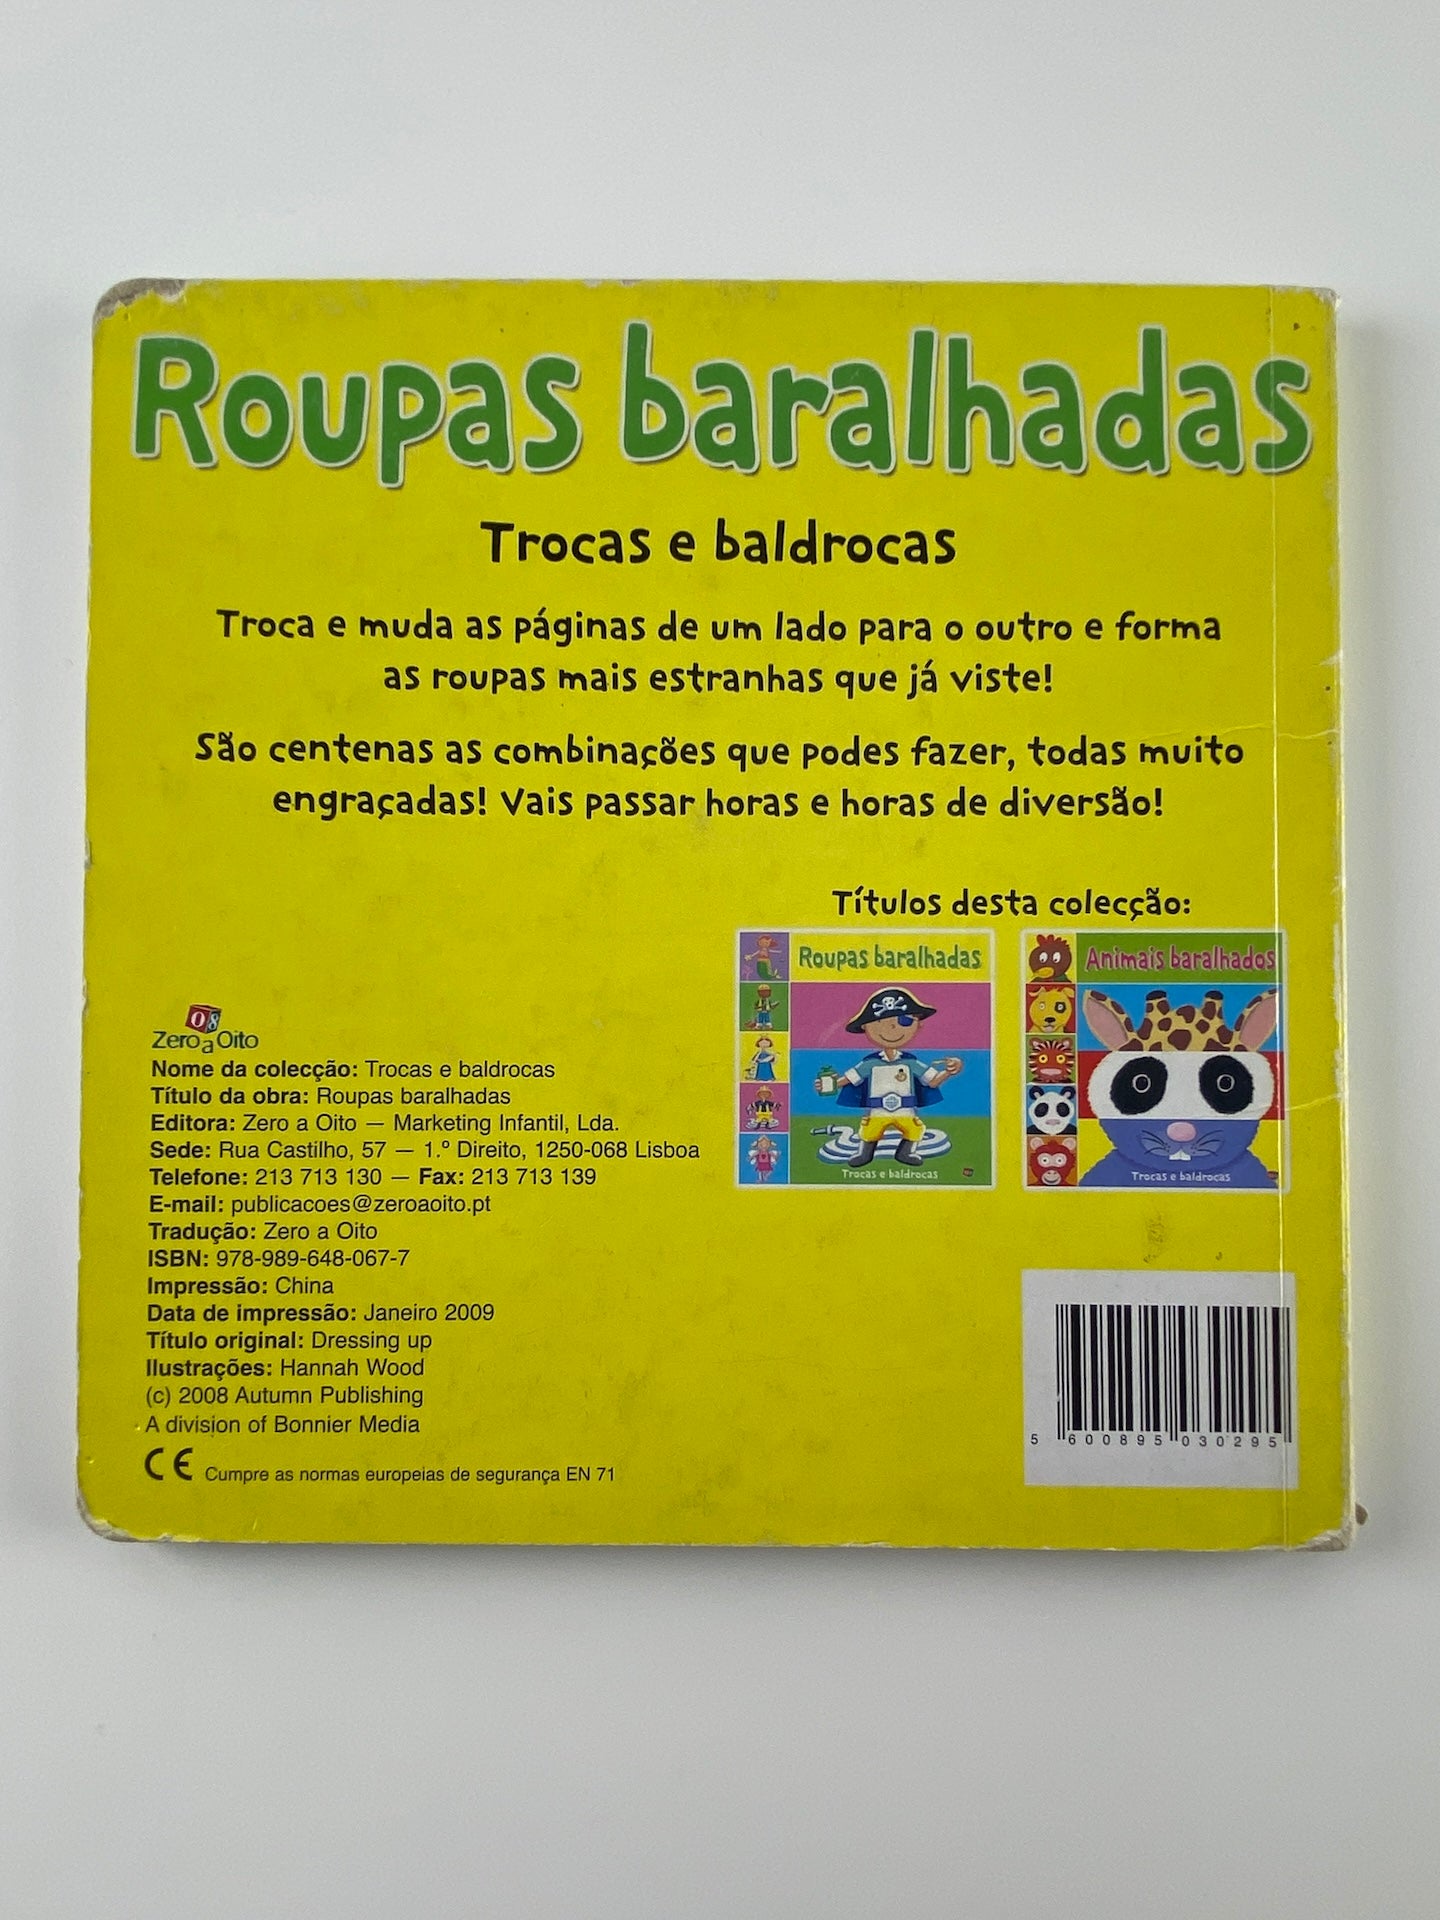 Roupas baralhadas
Trocas e baldrocas
Troca e muda as páginas de um lado para o outro e forma
as roupas mais estranhas que já viste!
São centenas as combinações que podes fazer, todas muito
engraçadas! Vais passar horas e horas de diversão!
Títulos desta colecção:
Roupas baralhadas
Trocas e baldrocas
Animais baralhados
Trocas e baldrocas
08
Zero a Oito
Nome da colecção: Trocas e baldrocas
Título da obra: Roupas baralhadas
Editora: Zero a Oito — Marketing Infantil, Lda.
Sede: Rua Castilho, 57 — 1.º Direito, 1250-068 Lisboa
Telefone: 213 713 130 — Fax: 213 713 139
E-mail: publicacoes@zeroaoito.pt
Tradução: Zero a Oito
ISBN: 978-989-648-067-7
Impressão: China
Data de impressão: Janeiro 2009
Título original: Dressing up
Ilustrações: Hannah Wood
(c) 2008 Autumn Publishing
A division of Bonnier Media
CE Cumpre as normas europeias de segurança EN 71
5 600895 030295